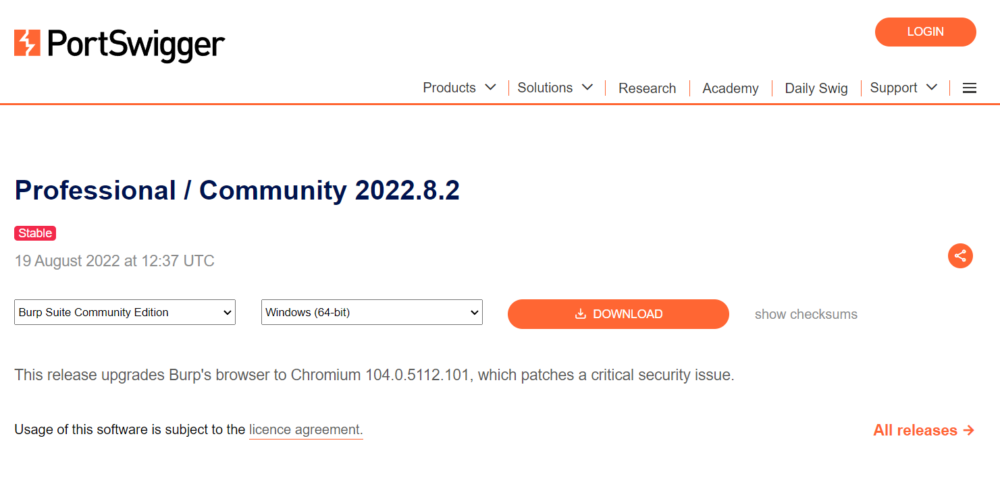 PortSwigger
LOGIN
Products Solutions Research Academy Daily Swig Support
Professional / Community 2022.8.2
Stable
19 August 2022 at 12:37 UTC
Burp Suite Community Edition Windows (64-bit) DOWNLOAD show checksums
This release upgrades Burp's browser to Chromium 104.0.5112.101, which patches a critical security issue.
Usage of this software is subject to the licence agreement. All releases →